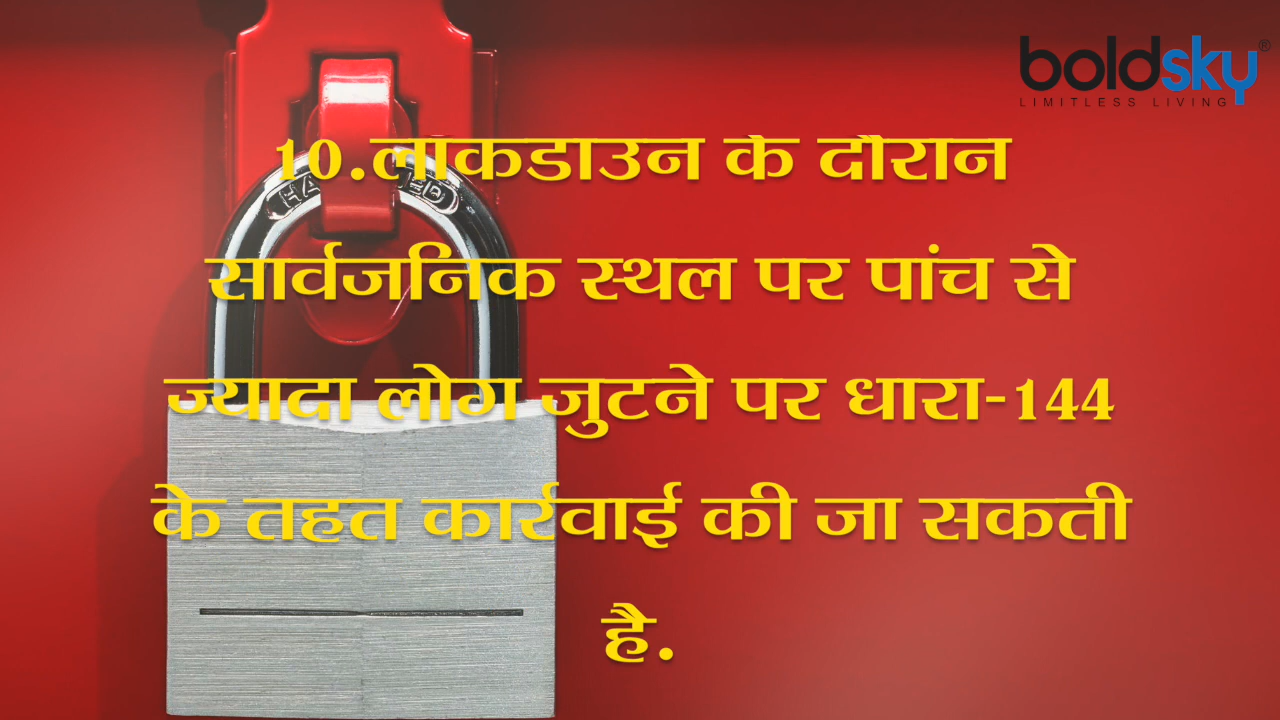 boldsky®
LIMITLESS LIVING
10.लॉकडाउन के दौरान
सार्वजनिक स्थल पर पांच से
ज्यादा लोग जुटने पर धारा-144
के तहत कार्रवाई की जा सकती
है.